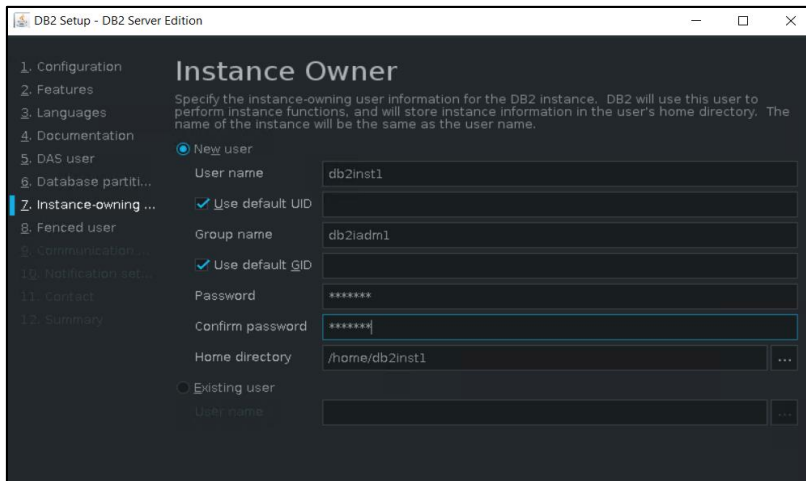 DB2 Setup - DB2 Server Edition
1. Configuration
2. Features
3. Languages
4. Documentation
5. DAS user
6. Database partiti...
7. Instance-owning ...
8. Fenced user
9. Communication ...
10. Notification set...
11. Contact
12. Summary
Instance Owner
Specify the instance-owning user information for the DB2 instance. DB2 will use this user to
perform instance functions, and will store instance information in the user's home directory. The
name of the instance will be the same as the user name.
New user
User name db2inst1
Use default UID
Group name db2iadm1
Use default GID
Password *******
Confirm password *******
Home directory /home/db2inst1 ...
Existing user
User name ...